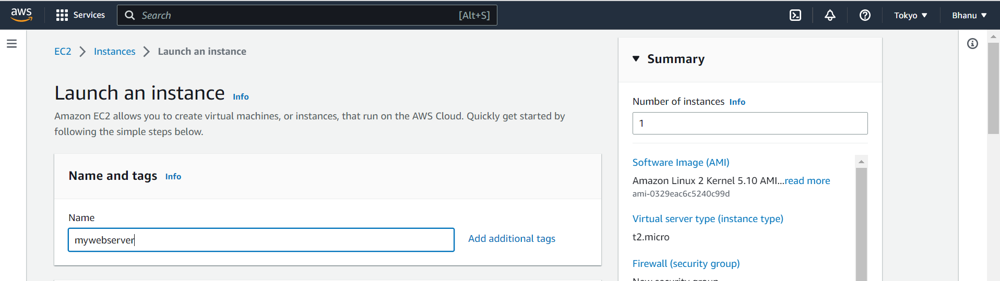 aws Services Search [Alt+S] Tokyo Bhanu
EC2 Instances Launch an instance
Launch an instance Info
Amazon EC2 allows you to create virtual machines, or instances, that run on the AWS Cloud. Quickly get started by
following the simple steps below.
Name and tags Info
Name
mywebserver
Add additional tags
Summary
Number of instances Info
1
Software Image (AMI)
Amazon Linux 2 Kernel 5.10 AMI...read more
ami-0329eac6c5240c99d
Virtual server type (instance type)
t2.micro
Firewall (security group)
New security group